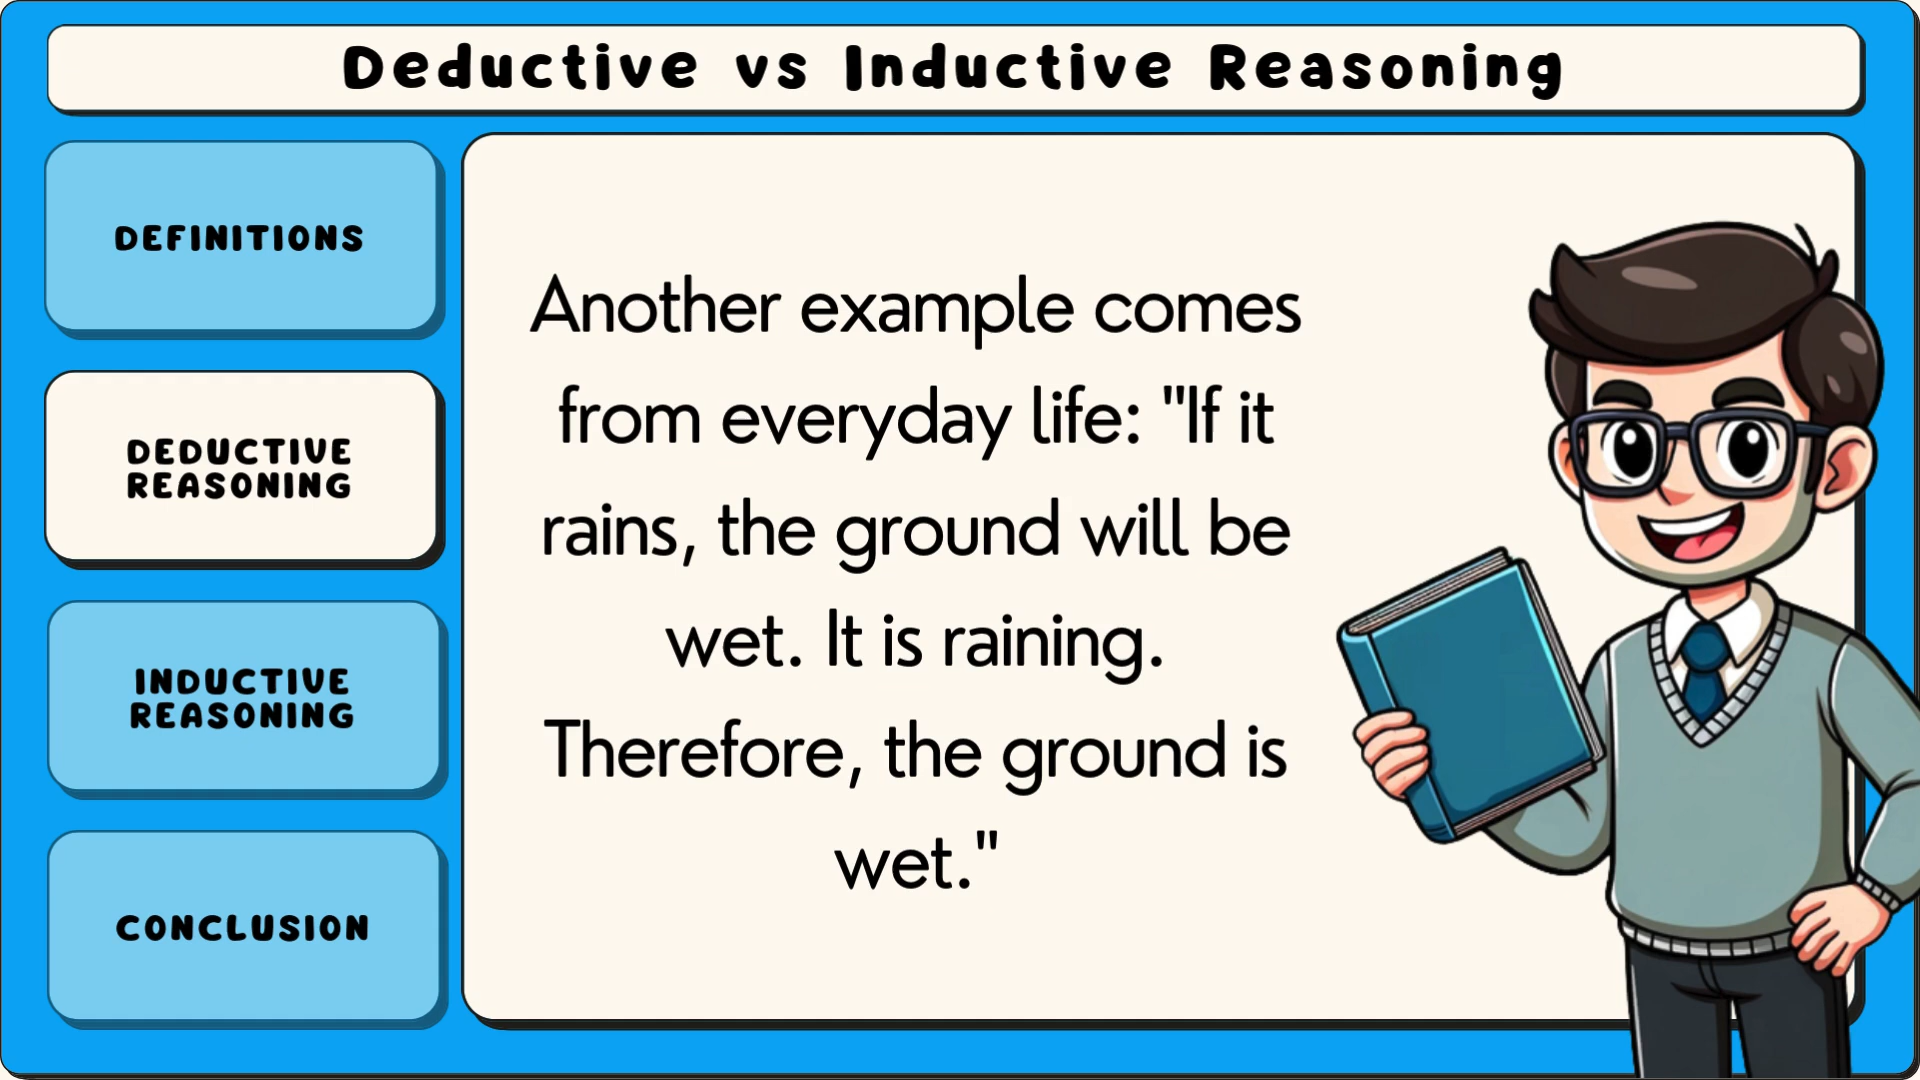 Deductive vs Inductive Reasoning
DEFINITIONS
DEDUCTIVE
REASONING
INDUCTIVE
REASONING
CONCLUSION
Another example comes
from everyday life: "If it
rains, the ground will be
wet. It is raining.
Therefore, the ground is
wet."